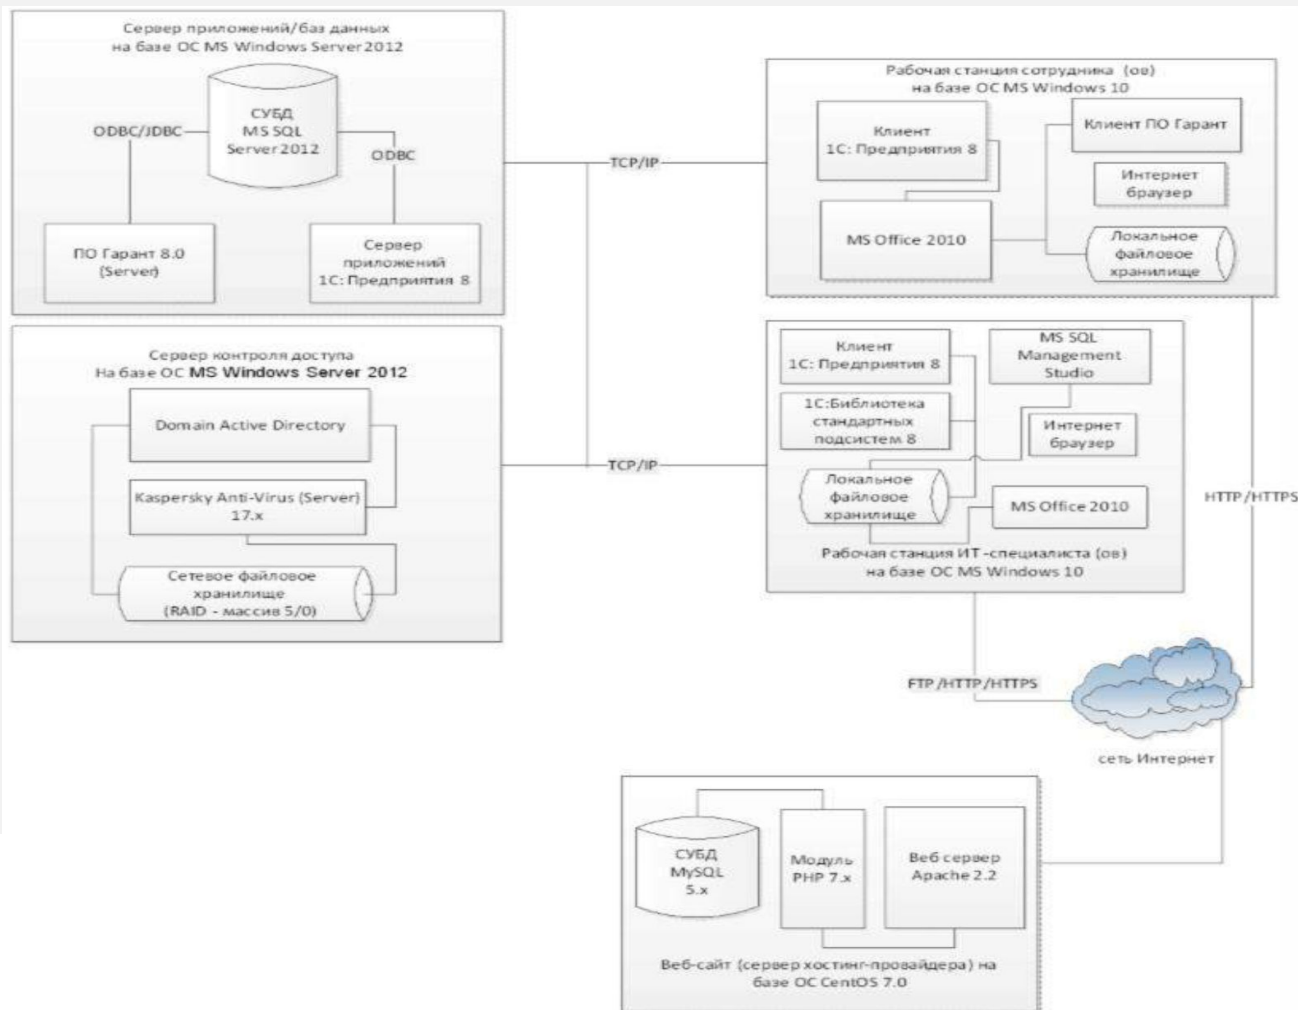 Сервер приложений/баз данных
на базе ОС MS Windows Server 2012
СУБД
MS SQL
Server 2012
ODBC/JDBC
ODBC
ПО Гарант 8.0
(Server)
Сервер
приложений
1С: Предприятия 8
TCP/IP
Рабочая станция сотрудника (ов)
на базе ОС MS Windows 10
Клиент
1С: Предприятия 8
Клиент ПО Гарант
Интернет
браузер
MS Office 2010
Локальное
файловое
хранилище
Сервер контроля доступа
На базе ОС MS Windows Server 2012
Domain Active Directory
Kaspersky Anti-Virus (Server)
17.x
Сетевое файловое
хранилище
(RAID - массив 5/0)
TCP/IP
Клиент
1С: Предприятия 8
MS SQL
Management
Studio
1С:Библиотека
стандартных
подсистем 8
Интернет
браузер
Локальное
файловое
хранилище
MS Office 2010
Рабочая станция ИТ -специалиста (ов)
на базе ОС MS Windows 10
HTTP/HTTPS
FTP/HTTP/HTTPS
сеть Интернет
СУБД
MySQL
5.x
Модуль
PHP 7.x
Веб сервер
Apache 2.2
Веб-сайт (сервер хостинг-провайдера) на
базе ОС CentOS 7.0